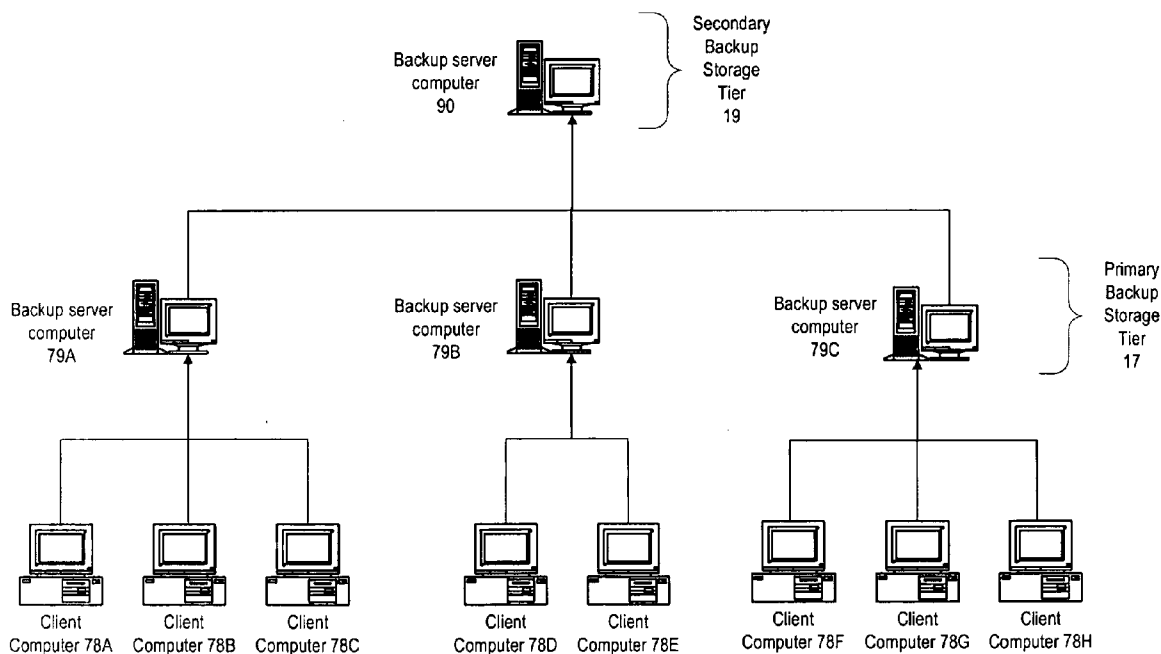 Backup server
computer
90
Secondary
Backup
Storage
Tier
19
Backup server
computer
79A
Backup server
computer
79B
Backup server
computer
79C
Primary
Backup
Storage
Tier
17
Client
Computer 78A
Client
Computer 78B
Client
Computer 78C
Client
Computer 78D
Client
Computer 78E
Client
Computer 78F
Client
Computer 78G
Client
Computer 78H